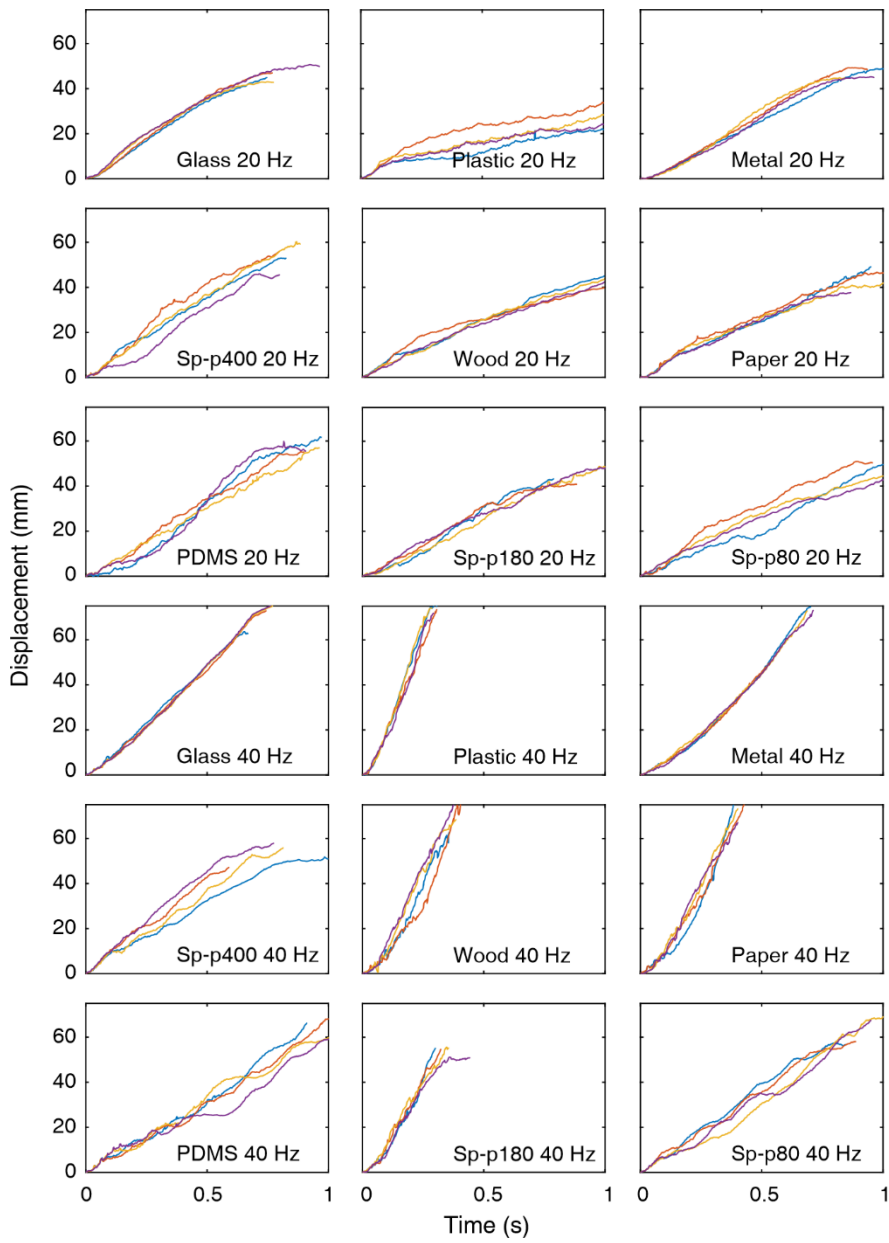 60
40
20
0
Glass 20 Hz
Plastic 20 Hz
Metal 20 Hz
60
40
20
0
Sp-p400 20 Hz
Wood 20 Hz
Paper 20 Hz
60
40
20
0
PDMS 20 Hz
Sp-p180 20 Hz
Sp-p80 20 Hz
Displacement (mm)
60
40
20
0
Glass 40 Hz
Plastic 40 Hz
Metal 40 Hz
60
40
20
0
Sp-p400 40 Hz
Wood 40 Hz
Paper 40 Hz
60
40
20
0
PDMS 40 Hz
Sp-p180 40 Hz
Sp-p80 40 Hz
0 0.5 1
0 0.5 1
0 0.5 1
Time (s)